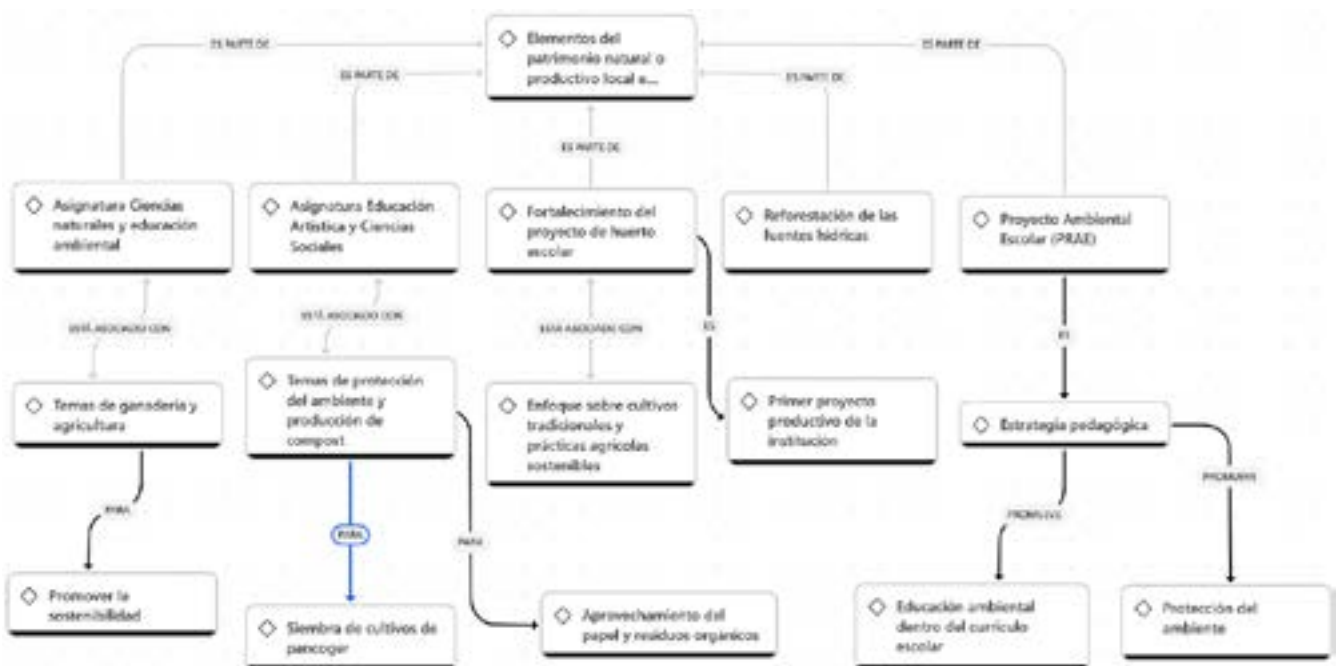 Elementos del
patrimonio natural o
productivo local e...
ES PARTE DE
ES PARTE DE
ES PARTE DE
ES PARTE DE
ES PARTE DE
Asignatura Ciencias
naturales y educación
ambiental
Asignatura Educación
Artística y Ciencias
Sociales
Fortalecimiento del
proyecto de huerto
escolar
Reforestación de las
fuentes hídricas
Proyecto Ambiental
Escolar (PRAE)
ESTÁ ASOCIADO CON
ESTÁ ASOCIADO CON
ESTÁ ASOCIADO CON
ES
ES
Temas de ganadería y
agricultura
Temas de protección
del ambiente y
producción de
compost
Enfoque sobre cultivos
tradicionales y
prácticas agrícolas
sostenibles
Primer proyecto
productivo de la
institución
Estrategia pedagógica
PARA
PARA
PARA
PROMUEVE
PROMUEVE
Promover la
sostenibilidad
Siembra de cultivos de
pancoger
Aprovechamiento del
papel y residuos orgánicos
Educación ambiental
dentro del currículo
escolar
Protección del
ambiente